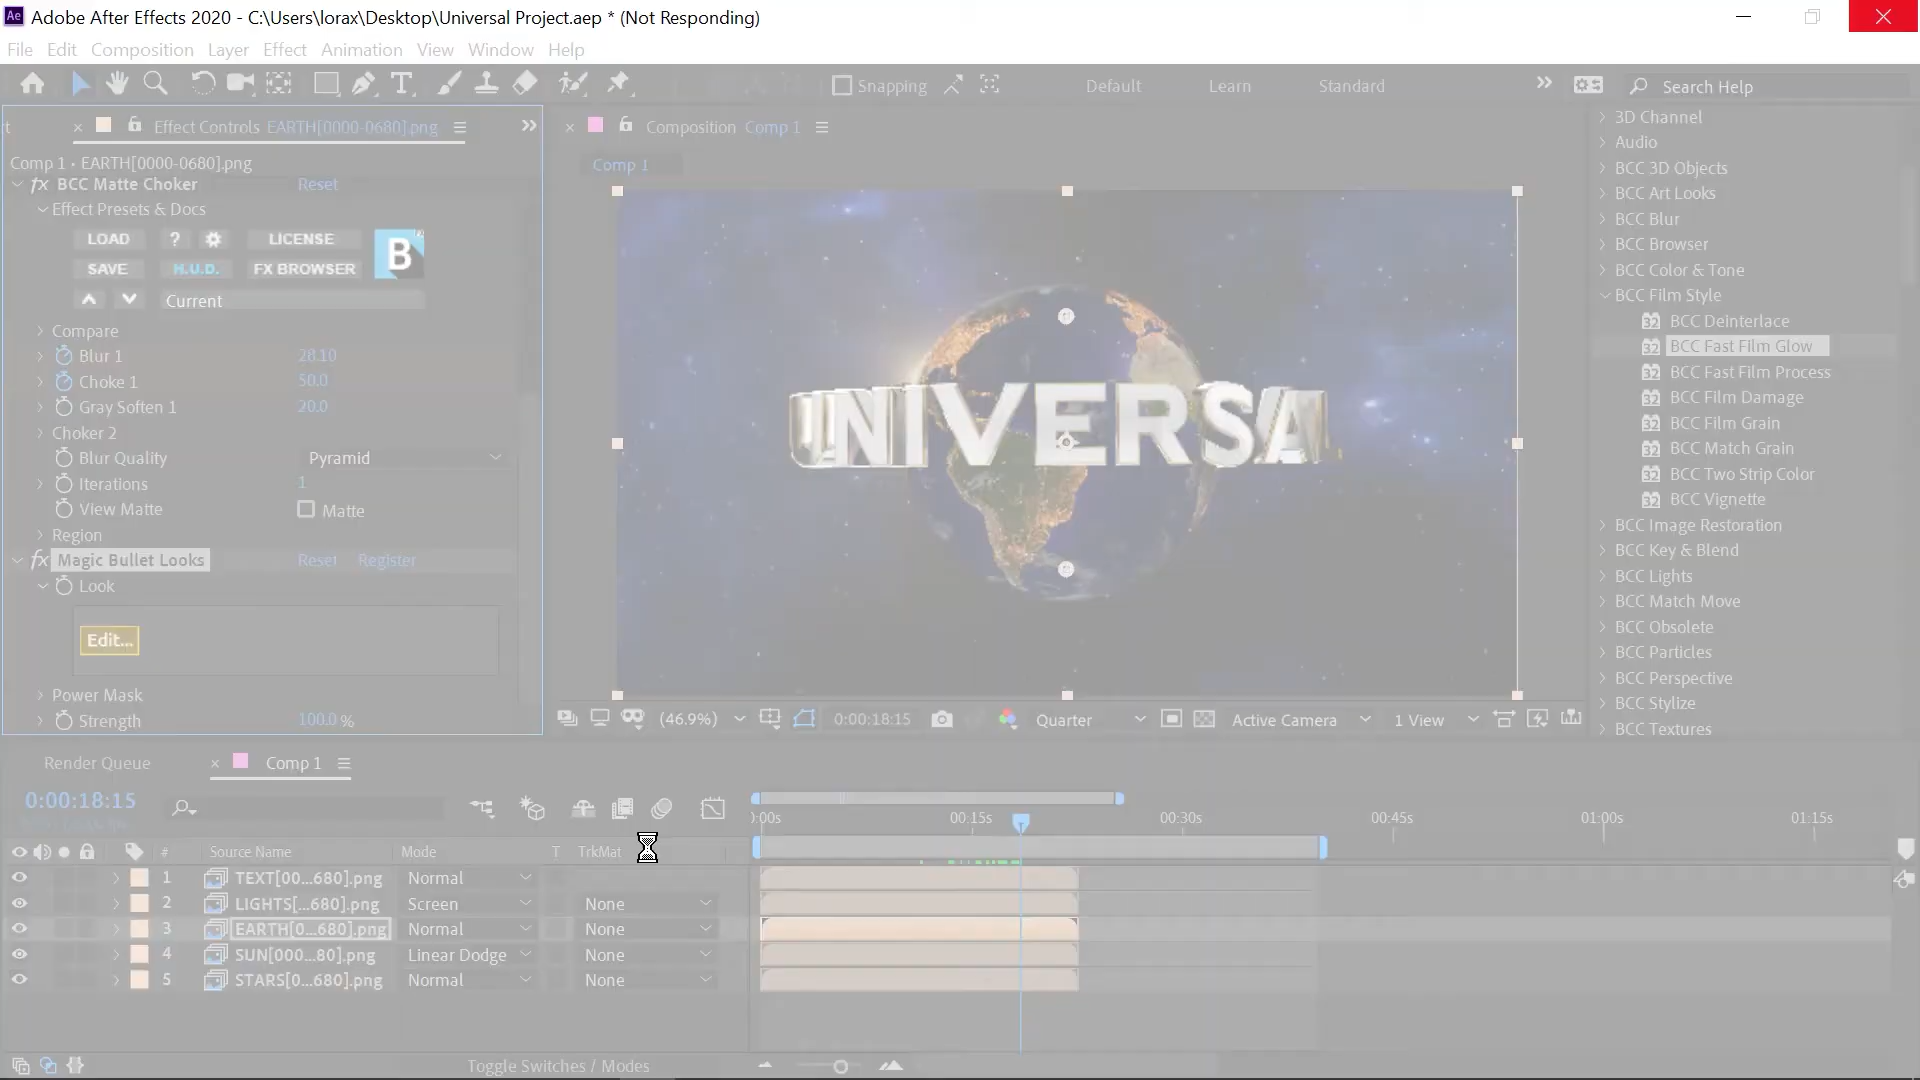 Adobe After Effects 2020 - C:\Users\lorax\Desktop\Universal Project.aep * (Not Responding)
File Edit Composition Layer Effect Animation View Window Help
Snapping Default Learn Standard Search Help
Effect Controls EARTH[0000-0680].png
Composition Comp 1
Comp 1 • EARTH[0000-0680].png
Comp 1
fx BCC Matte Choker Reset
Effect Presets & Docs
LOAD ? LICENSE B
SAVE H.U.D. FX BROWSER
Current
Compare
Blur 1 28.10
Choke 1 50.0
Gray Soften 1 20.0
Choker 2
Blur Quality Pyramid
Iterations 1
View Matte Matte
Region
fx Magic Bullet Looks Reset Register
Look
Edit...
Power Mask
Strength 100.0 %
UNIVERSA
(46.9%) 0:00:18:15 Quarter Active Camera 1 View
3D Channel
Audio
BCC 3D Objects
BCC Art Looks
BCC Blur
BCC Browser
BCC Color & Tone
BCC Film Style
32 BCC Deinterlace
32 BCC Fast Film Glow
32 BCC Fast Film Process
32 BCC Film Damage
32 BCC Film Grain
32 BCC Match Grain
32 BCC Two Strip Color
32 BCC Vignette
BCC Image Restoration
BCC Key & Blend
BCC Lights
BCC Match Move
BCC Obsolete
BCC Particles
BCC Perspective
BCC Stylize
BCC Textures
Render Queue Comp 1
0:00:18:15
):00s 00:15s 00:30s 00:45s 01:00s 01:15s
# Source Name Mode T TrkMat
1 TEXT[00...680].png Normal
2 LIGHTS[...680].png Screen None
3 EARTH[0...680].png Normal None
4 SUN[000...80].png Linear Dodge None
5 STARS[0...680].png Normal None
Toggle Switches / Modes